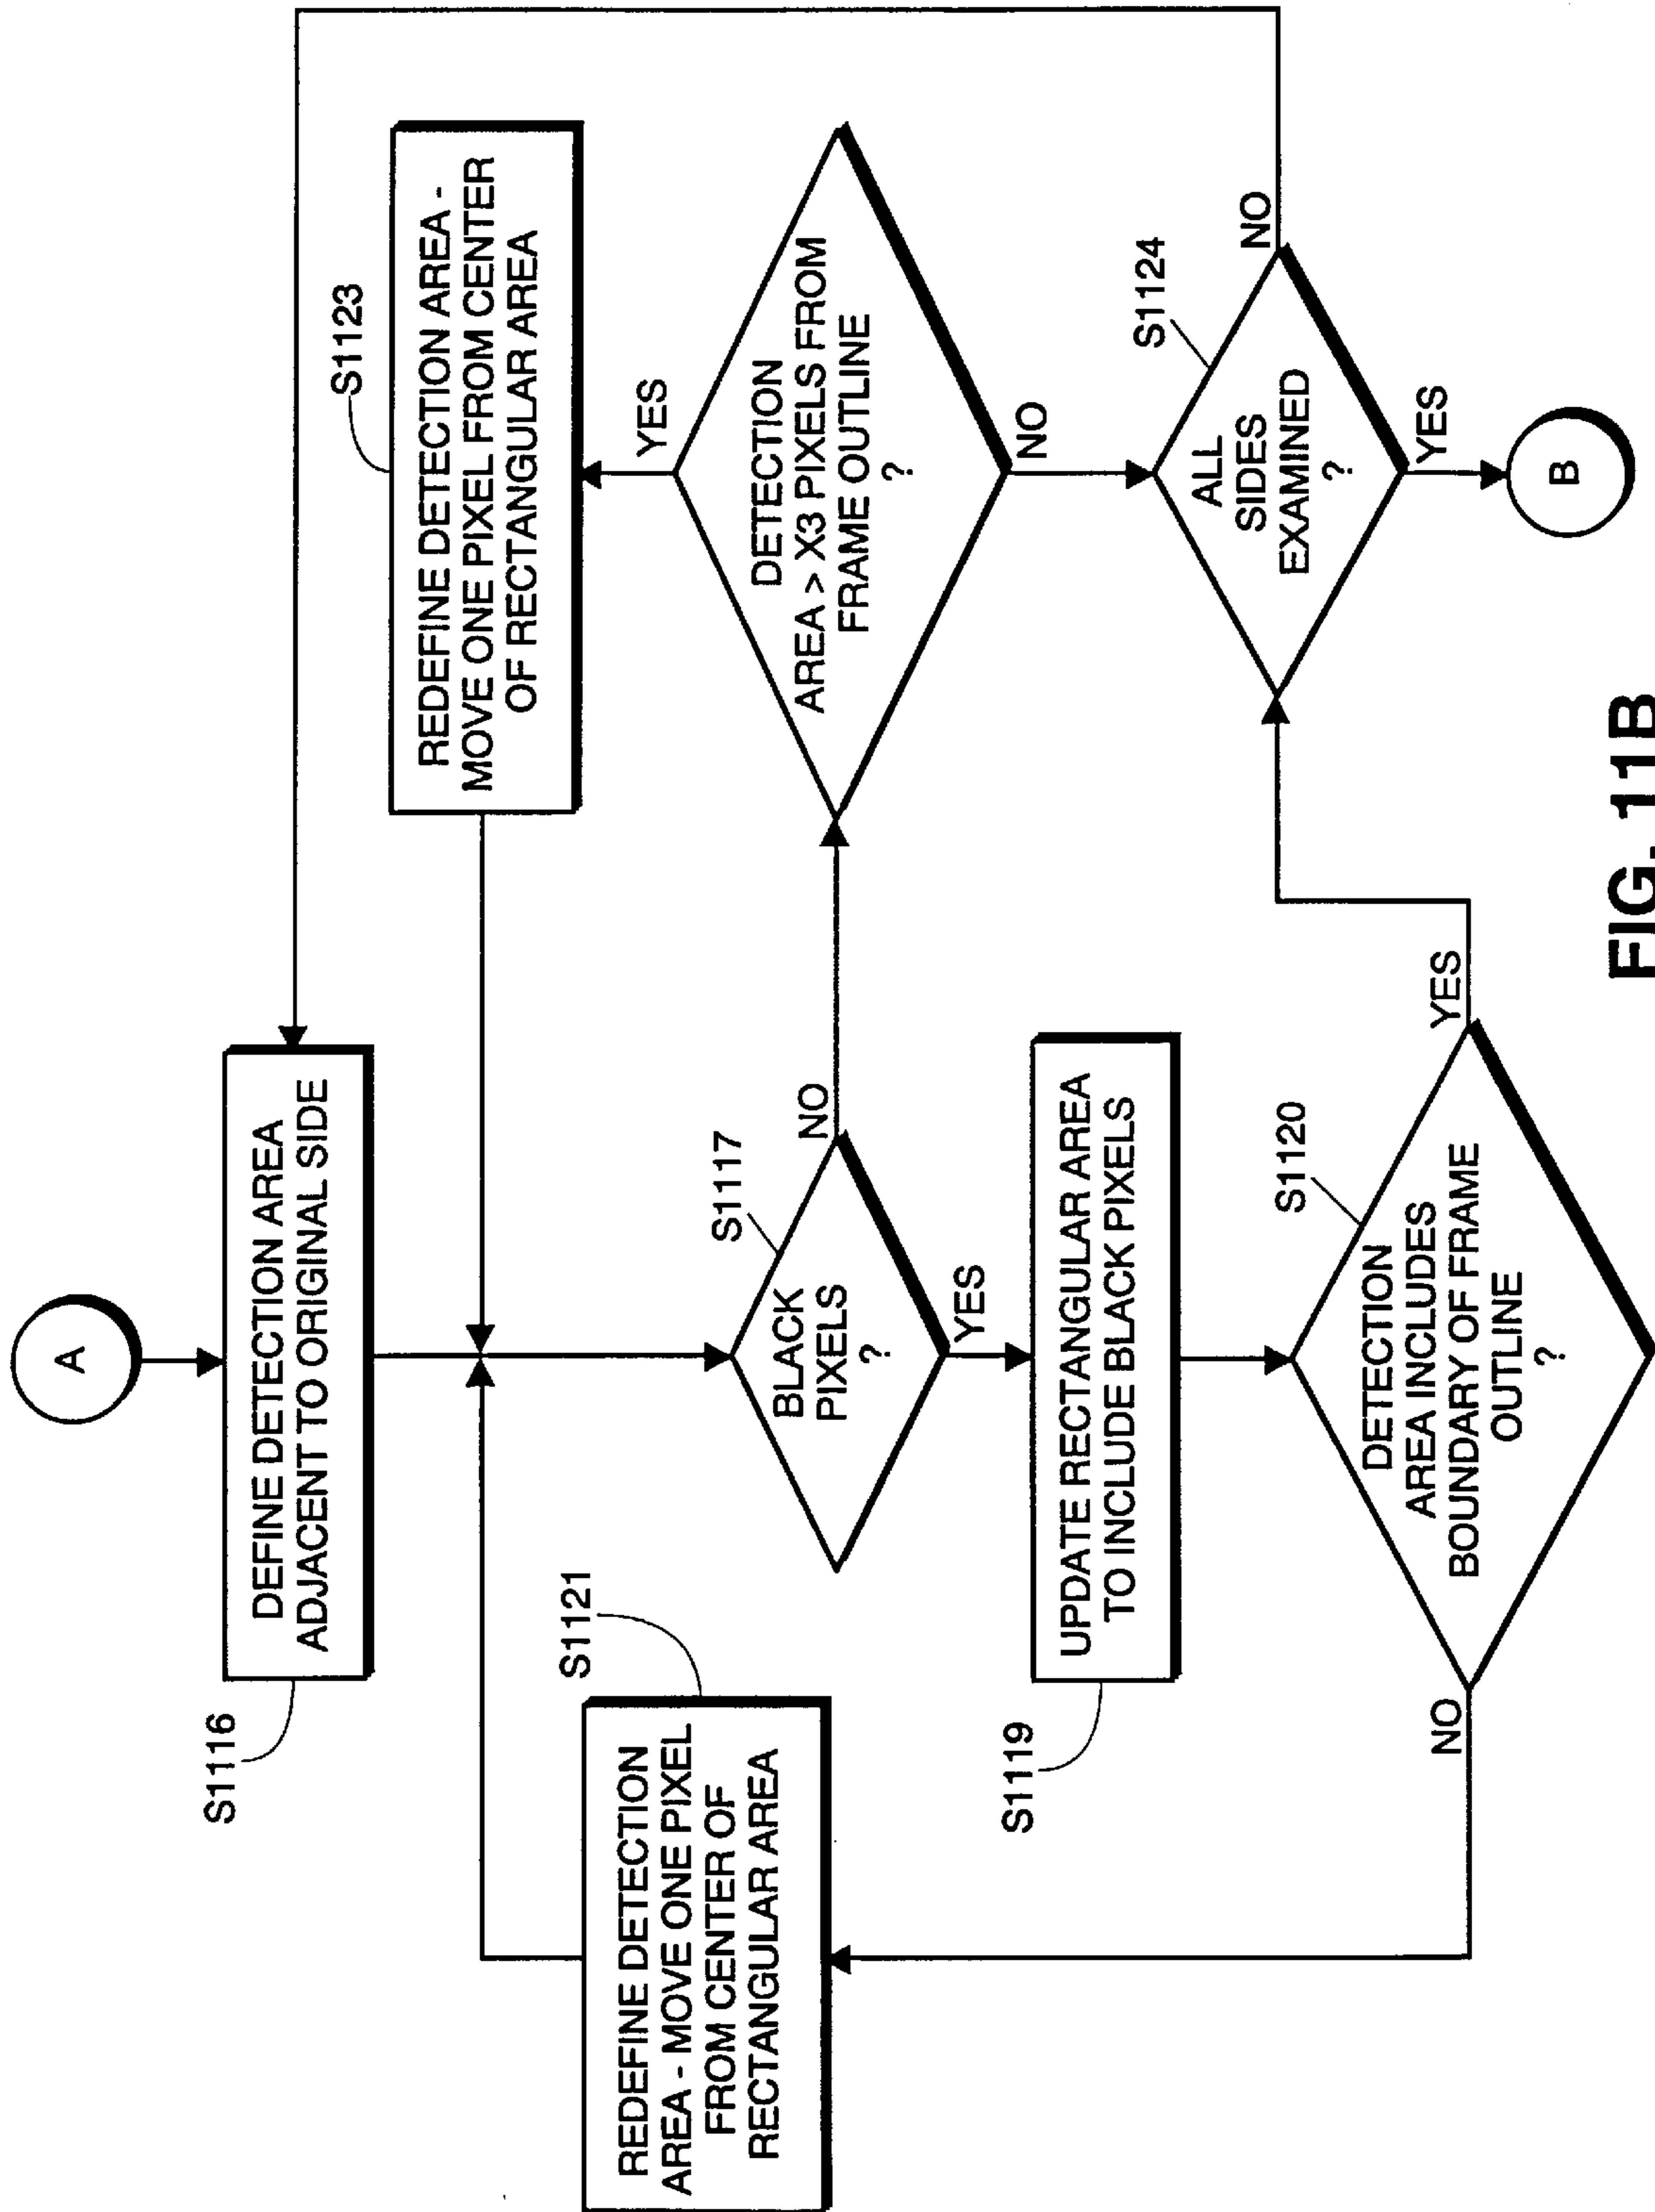 A
S1116
DEFINE DETECTION AREA
ADJACENT TO ORIGINAL SIDE
S1121
REDEFINE DETECTION
AREA - MOVE ONE PIXEL
FROM CENTER OF
RECTANGULAR AREA
S1123
REDEFINE DETECTION AREA -
MOVE ONE PIXEL FROM CENTER
OF RECTANGULAR AREA
S1117
BLACK
PIXELS
?
NO
YES
DETECTION
AREA > X3 PIXELS FROM
FRAME OUTLINE
?
YES
NO
S1119
UPDATE RECTANGULAR AREA
TO INCLUDE BLACK PIXELS
S1120
DETECTION
AREA INCLUDES
BOUNDARY OF FRAME
OUTLINE
?
NO
YES
S1124
ALL
SIDES
EXAMINED
?
NO
YES
B
FIG. 11B